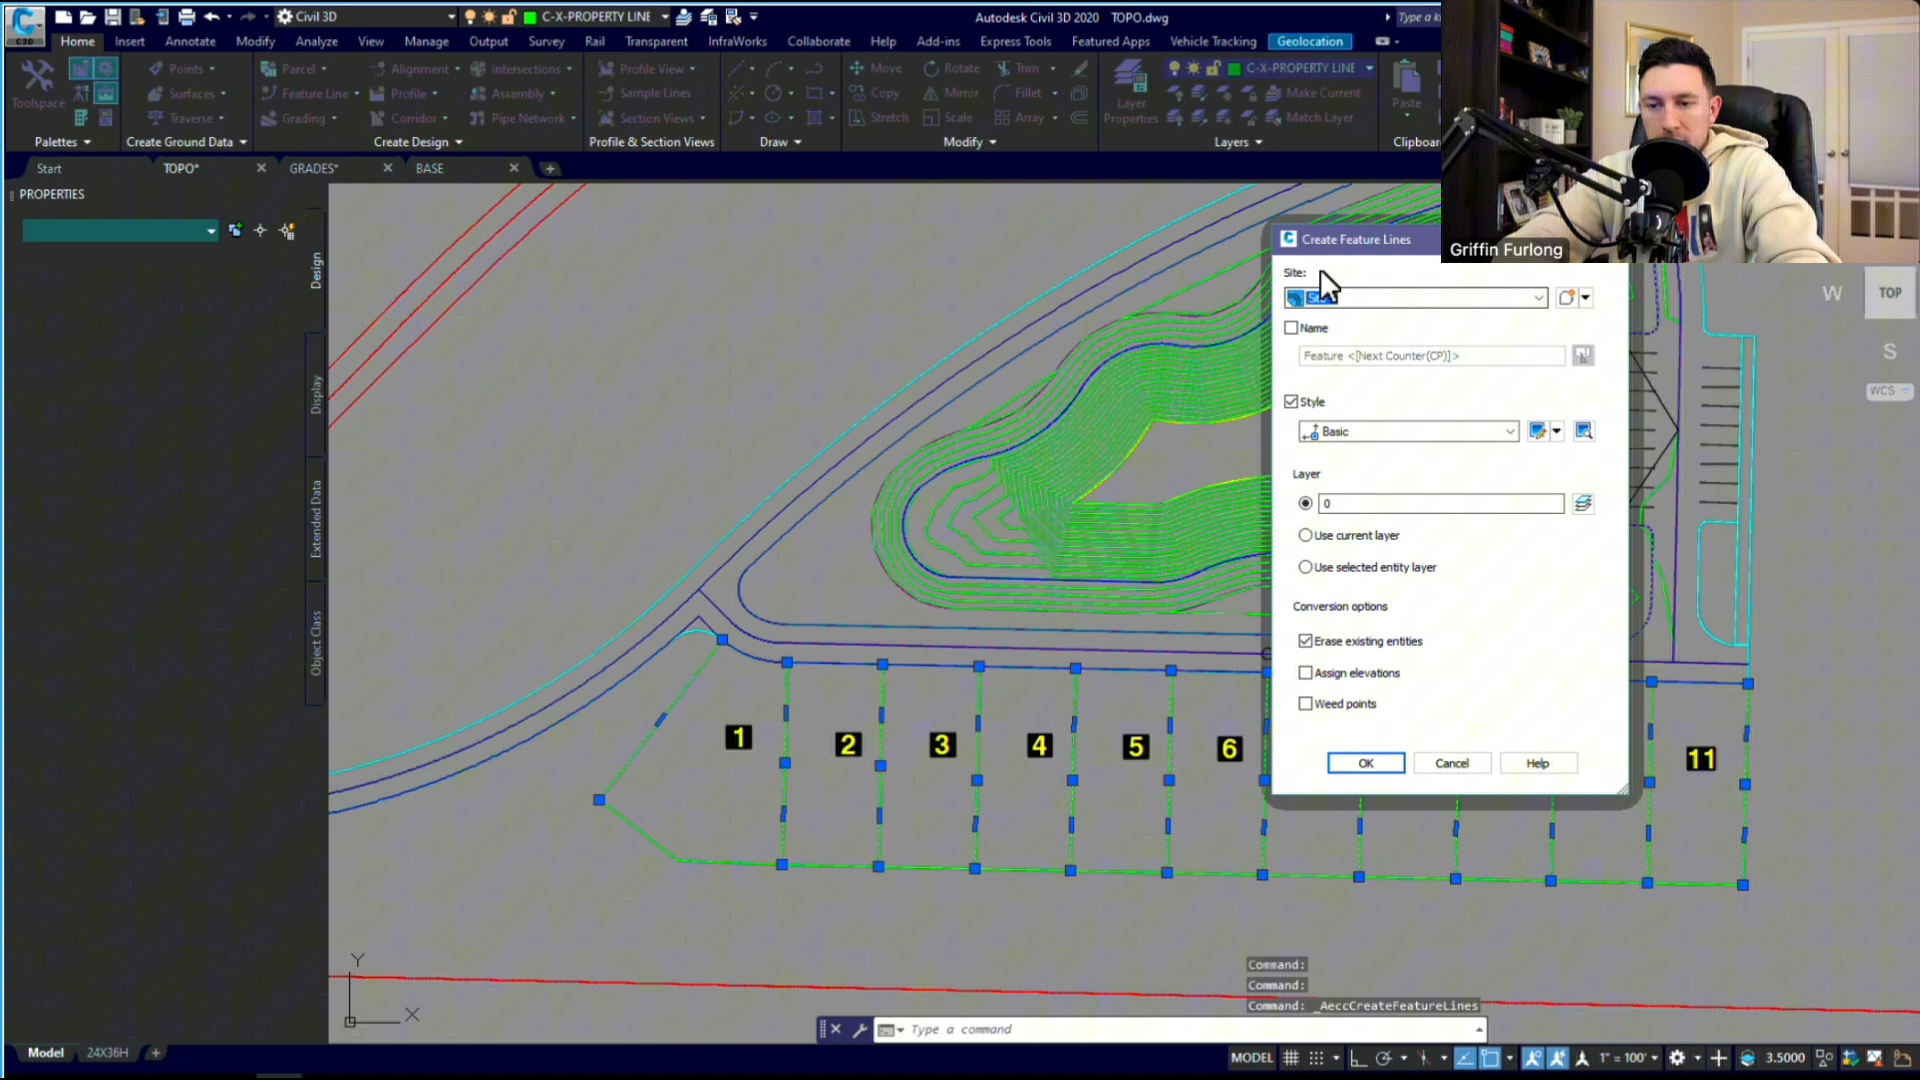 Civil 3D
C-X-PROPERTY LINE
Autodesk Civil 3D 2020 TOPO.dwg
Type a k
C3D
Home Insert Annotate Modify Analyze View Manage Output Survey Rail Transparent InfraWorks Collaborate Help Add-ins Express Tools Featured Apps Vehicle Tracking Geolocation
Toolspace
Points
Surfaces
Traverse
Parcel
Feature Line
Grading
Alignment
Profile
Corridor
Intersections
Assembly
Pipe Network
Profile View
Sample Lines
Section Views
Move
Copy
Stretch
Rotate
Mirror
Scale
Trim
Fillet
Array
Layer
Properties
C-X-PROPERTY LINE
Make Current
Match Layer
Paste
Palettes Create Ground Data Create Design Profile & Section Views Draw Modify Layers Clipboar
Start TOPO* GRADES* BASE
PROPERTIES
Design
Display
Extended Data
Object Class
Griffin Furlong
W TOP
S
WCS
Create Feature Lines
Site:
Name
Feature <[Next Counter(CP)]>
Style
Basic
Layer
0
Use current layer
Use selected entity layer
Conversion options
Erase existing entities
Assign elevations
Weed points
OK Cancel Help
1 2 3 4 5 6 11
Y
X
Command:
Command:
Command: _AeccCreateFeatureLines
Type a command
Model 24X36H
MODEL 1" = 100' 3.5000